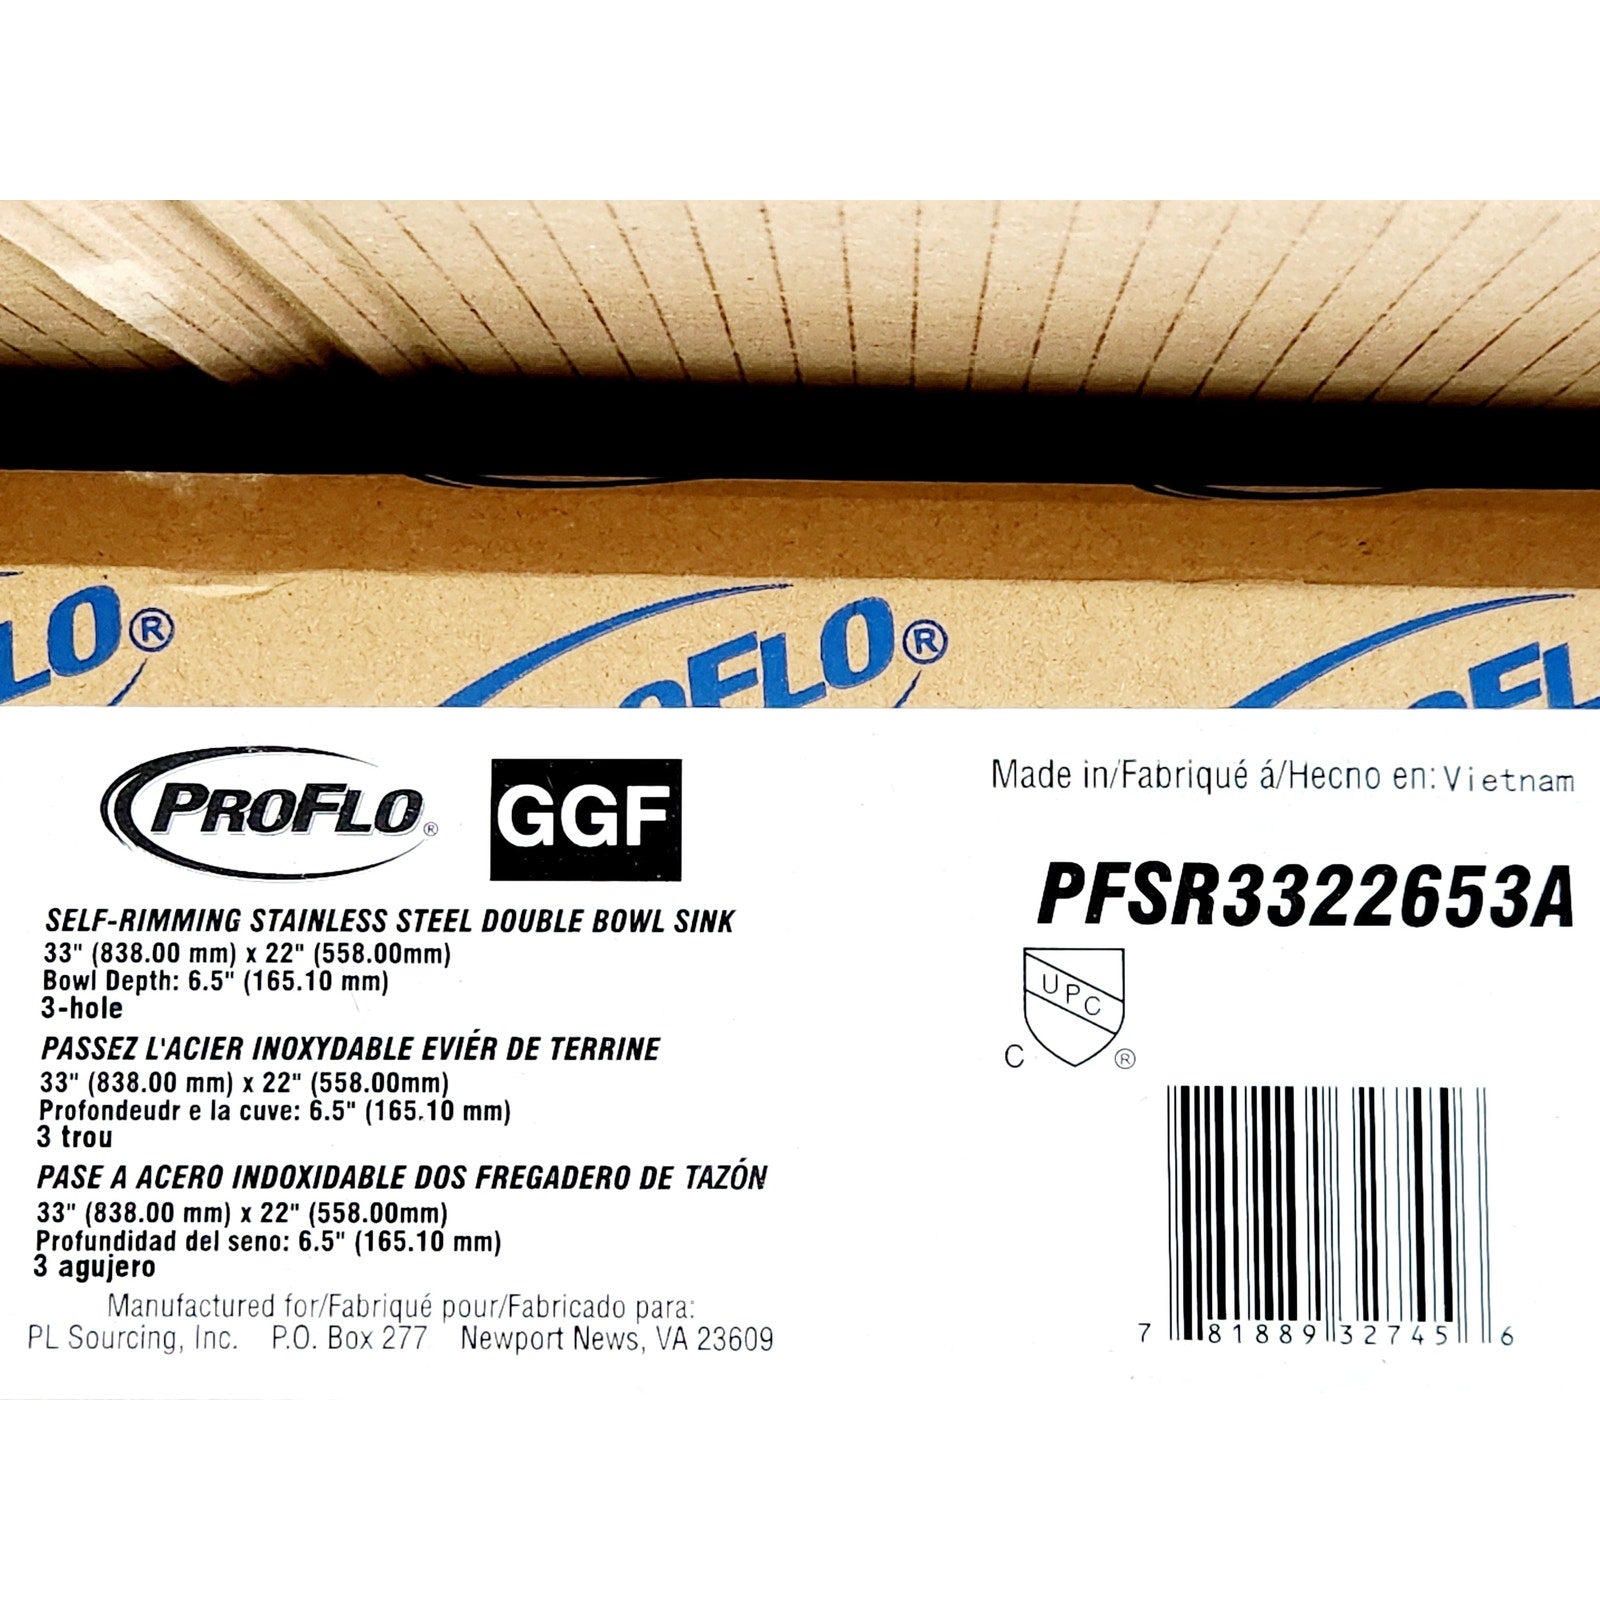 LO®
PROFLO®
OFL
PROFLO®
GGF
Made in/Fabriqué á/Hecno en: Vietnam
PFSR3322653A
SELF-RIMMING STAINLESS STEEL DOUBLE BOWL SINK
33" (838.00 mm) x 22" (558.00mm)
Bowl Depth: 6.5" (165.10 mm)
3-hole
UPC
C ®
PASSEZ L'ACIER INOXYDABLE EVIÉR DE TERRINE
33" (838.00 mm) x 22" (558.00mm)
Profondeudr e la cuve: 6.5" (165.10 mm)
3 trou
PASE A ACERO INDOXIDABLE DOS FREGADERO DE TAZÓN
33" (838.00 mm) x 22" (558.00mm)
Profundidad del seno: 6.5" (165.10 mm)
3 agujero
Manufactured for/Fabriqué pour/Fabricado para:
PL Sourcing, Inc. P.O. Box 277 Newport News, VA 23609
7 81889 32745 6